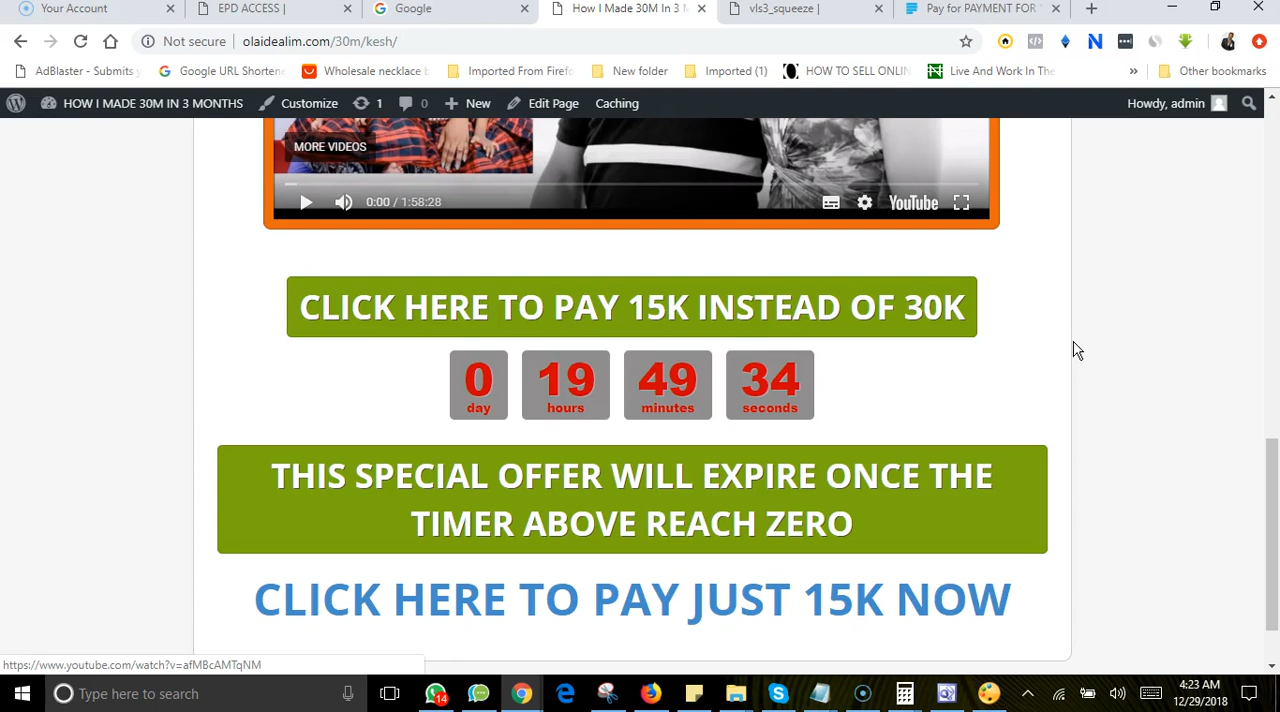 Your Account
EPD ACCESS |
Google
How I Made 30M In 3 M
vls3_squeeze |
Pay for PAYMENT FOR "
Not secure olaidealim.com/30m/kesh/
AdBlaster - Submits y
Google URL Shortene
Wholesale necklace b
Imported From Firefo
New folder
Imported (1)
HOW TO SELL ONLIN
Live And Work In The
»
Other bookmarks
HOW I MADE 30M IN 3 MONTHS
Customize
1
0
New
Edit Page
Caching
Howdy, admin
MORE VIDEOS
0:00 / 1:58:28
YouTube
CLICK HERE TO PAY 15K INSTEAD OF 30K
0 19 49 34
day hours minutes seconds
THIS SPECIAL OFFER WILL EXPIRE ONCE THE
TIMER ABOVE REACH ZERO
CLICK HERE TO PAY JUST 15K NOW
https://www.youtube.com/watch?v=afMBcAMTqNM
Type here to search
14
4:23 AM
12/29/2018